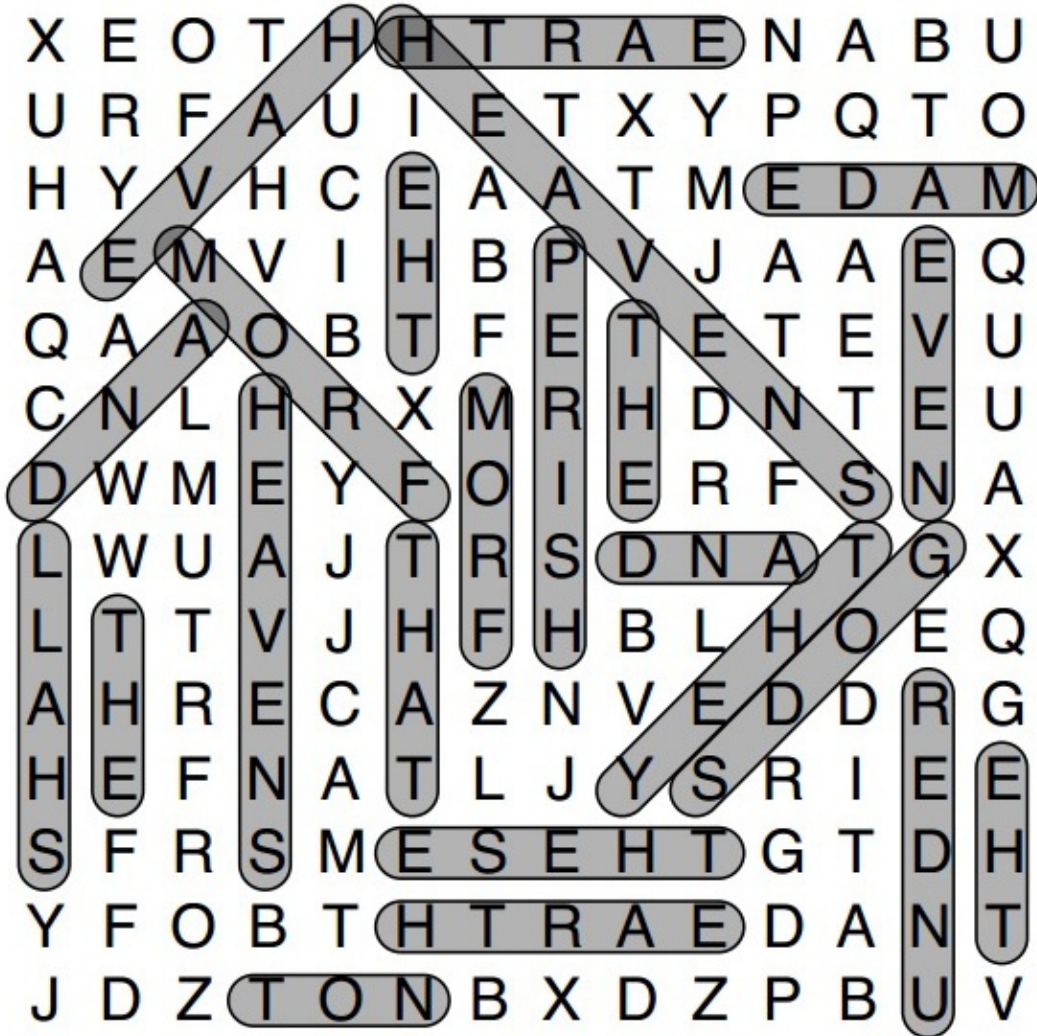 X E O T H H T R A E N A B U
U R F A U I E T X Y P Q T O
H Y V H C E A A T M E D A M
A E M V I H B P V J A A E Q
Q A A O B T F E T E T E V U
C N L H R X M R H D N T E U
D W M E Y F O I E R F S N A
L W U A J T R S D N A T G X
L T T V J H F H B L H O E Q
A H R E C A Z N V E D D R G
H E F N A T L J Y S R I E E
S F R S M E S E H T G T D H
Y F O B T H T R A E D A N T
J D Z T O N B X D Z P B U V